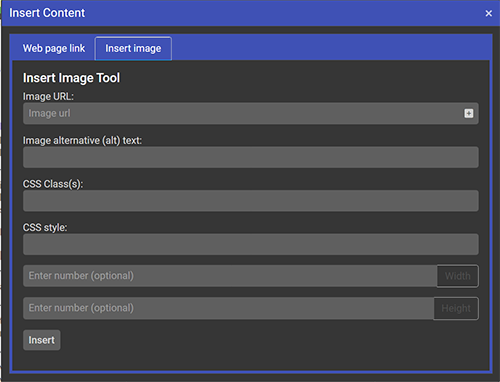 Insert Content
×
Web page link
Insert image
Insert Image Tool
Image URL:
Image url
Image alternative (alt) text:
CSS Class(s):
CSS style:
Enter number (optional)
Width
Enter number (optional)
Height
Insert